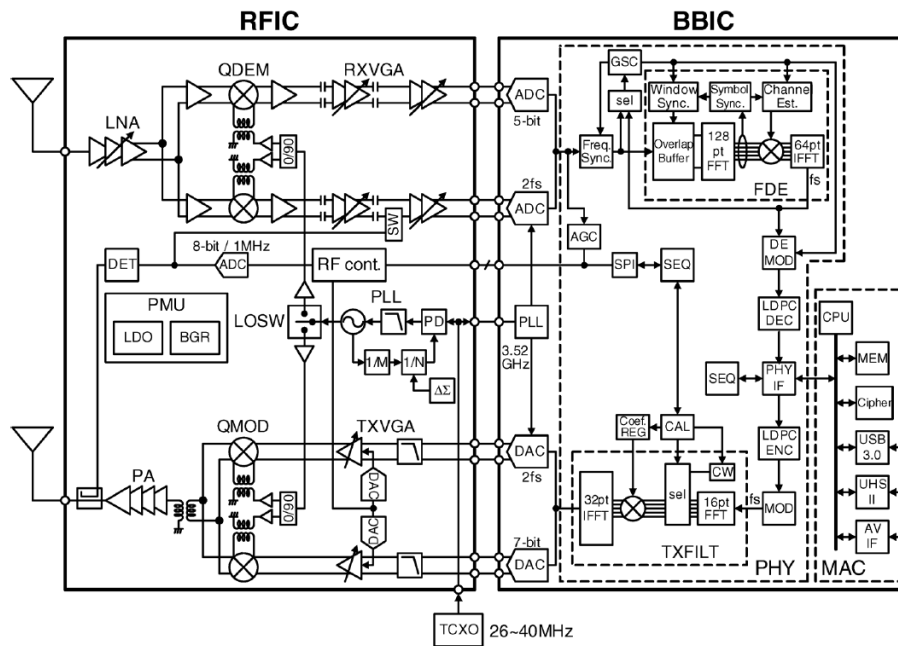 RFIC
BBIC
QDEM
RXVGA
LNA
0/90
SW
ADC
5-bit
2fs
ADC
GSC
sel
Window
Sync.
Symbol
Sync.
Channel
Est.
Freq.
Sync.
Overlap
Buffer
128
pt
FFT
64pt
IFFT
fs
FDE
AGC
DE
MOD
8-bit / 1MHz
DET
ADC
RF cont.
SPI
SEQ
PMU
LDO
BGR
LOSW
PLL
PD
1/M
1/N
ΔΣ
PLL
3.52
GHz
LDPC
DEC
CPU
MEM
SEQ
PHY
IF
Cipher
USB
3.0
UHS
II
AV
IF
MAC
QMOD
TXVGA
PA
0/90
DAC
DAC
DAC
2fs
7-bit
DAC
Coef.
REG
CAL
CW
LDPC
ENC
32pt
IFFT
sel
16pt
FFT
fs
MOD
TXFILT
PHY
TCXO
26~40MHz